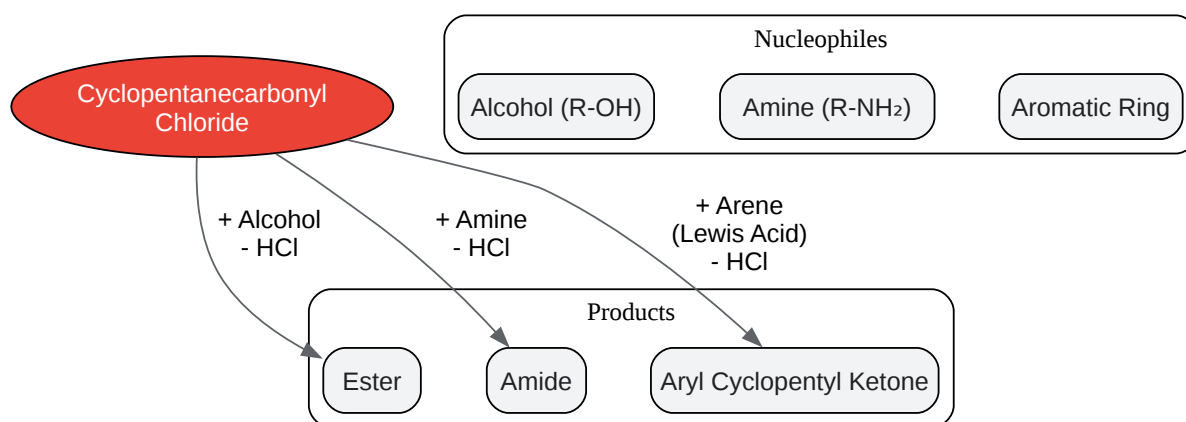 Nucleophiles
Cyclopentanecarbonyl
Chloride
Alcohol (R-OH)
Amine (R-NH₂)
Aromatic Ring
+ Alcohol
- HCl
+ Amine
- HCl
+ Arene
(Lewis Acid)
- HCl
Products
Ester
Amide
Aryl Cyclopentyl Ketone